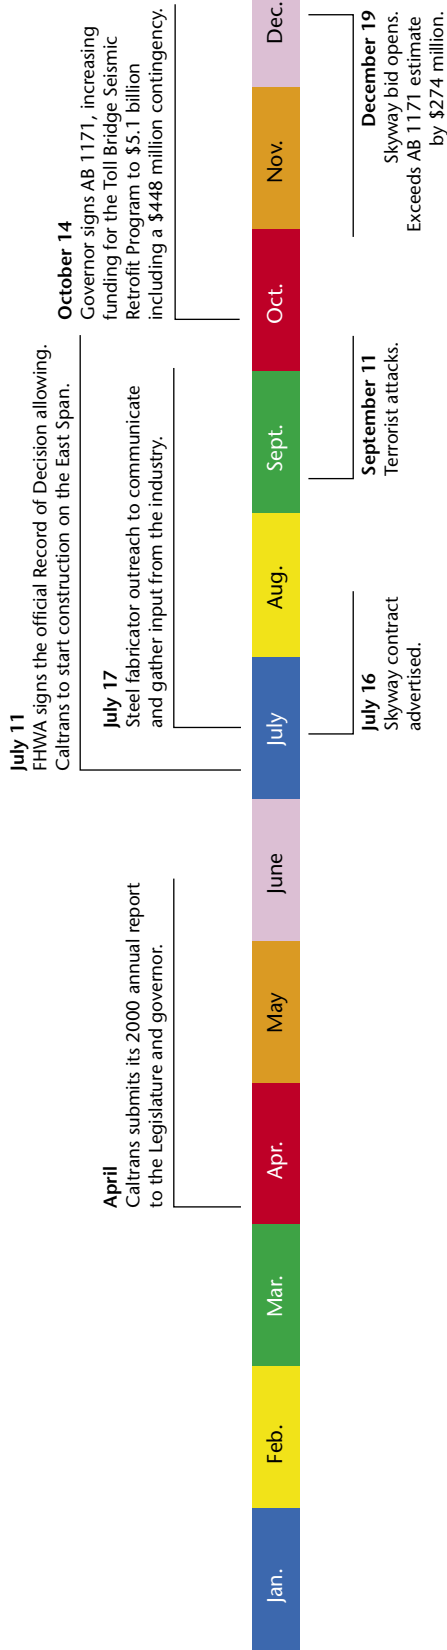 July 11
FHWA signs the official Record of Decision allowing.
Caltrans to start construction on the East Span.
October 14
Governor signs AB 1171, increasing
funding for the Toll Bridge Seismic
Retrofit Program to $5.1 billion
including a $448 million contingency.
April
Caltrans submits its 2000 annual report
to the Legislature and governor.
July 17
Steel fabricator outreach to communicate
and gather input from the industry.
Jan.
Feb.
Mar.
Apr.
May
June
July
Aug.
Sept.
Oct.
Nov.
Dec.
July 16
Skyway contract
advertised.
September 11
Terrorist attacks.
December 19
Skyway bid opens.
Exceeds AB 1171 estimate
by $274 million.